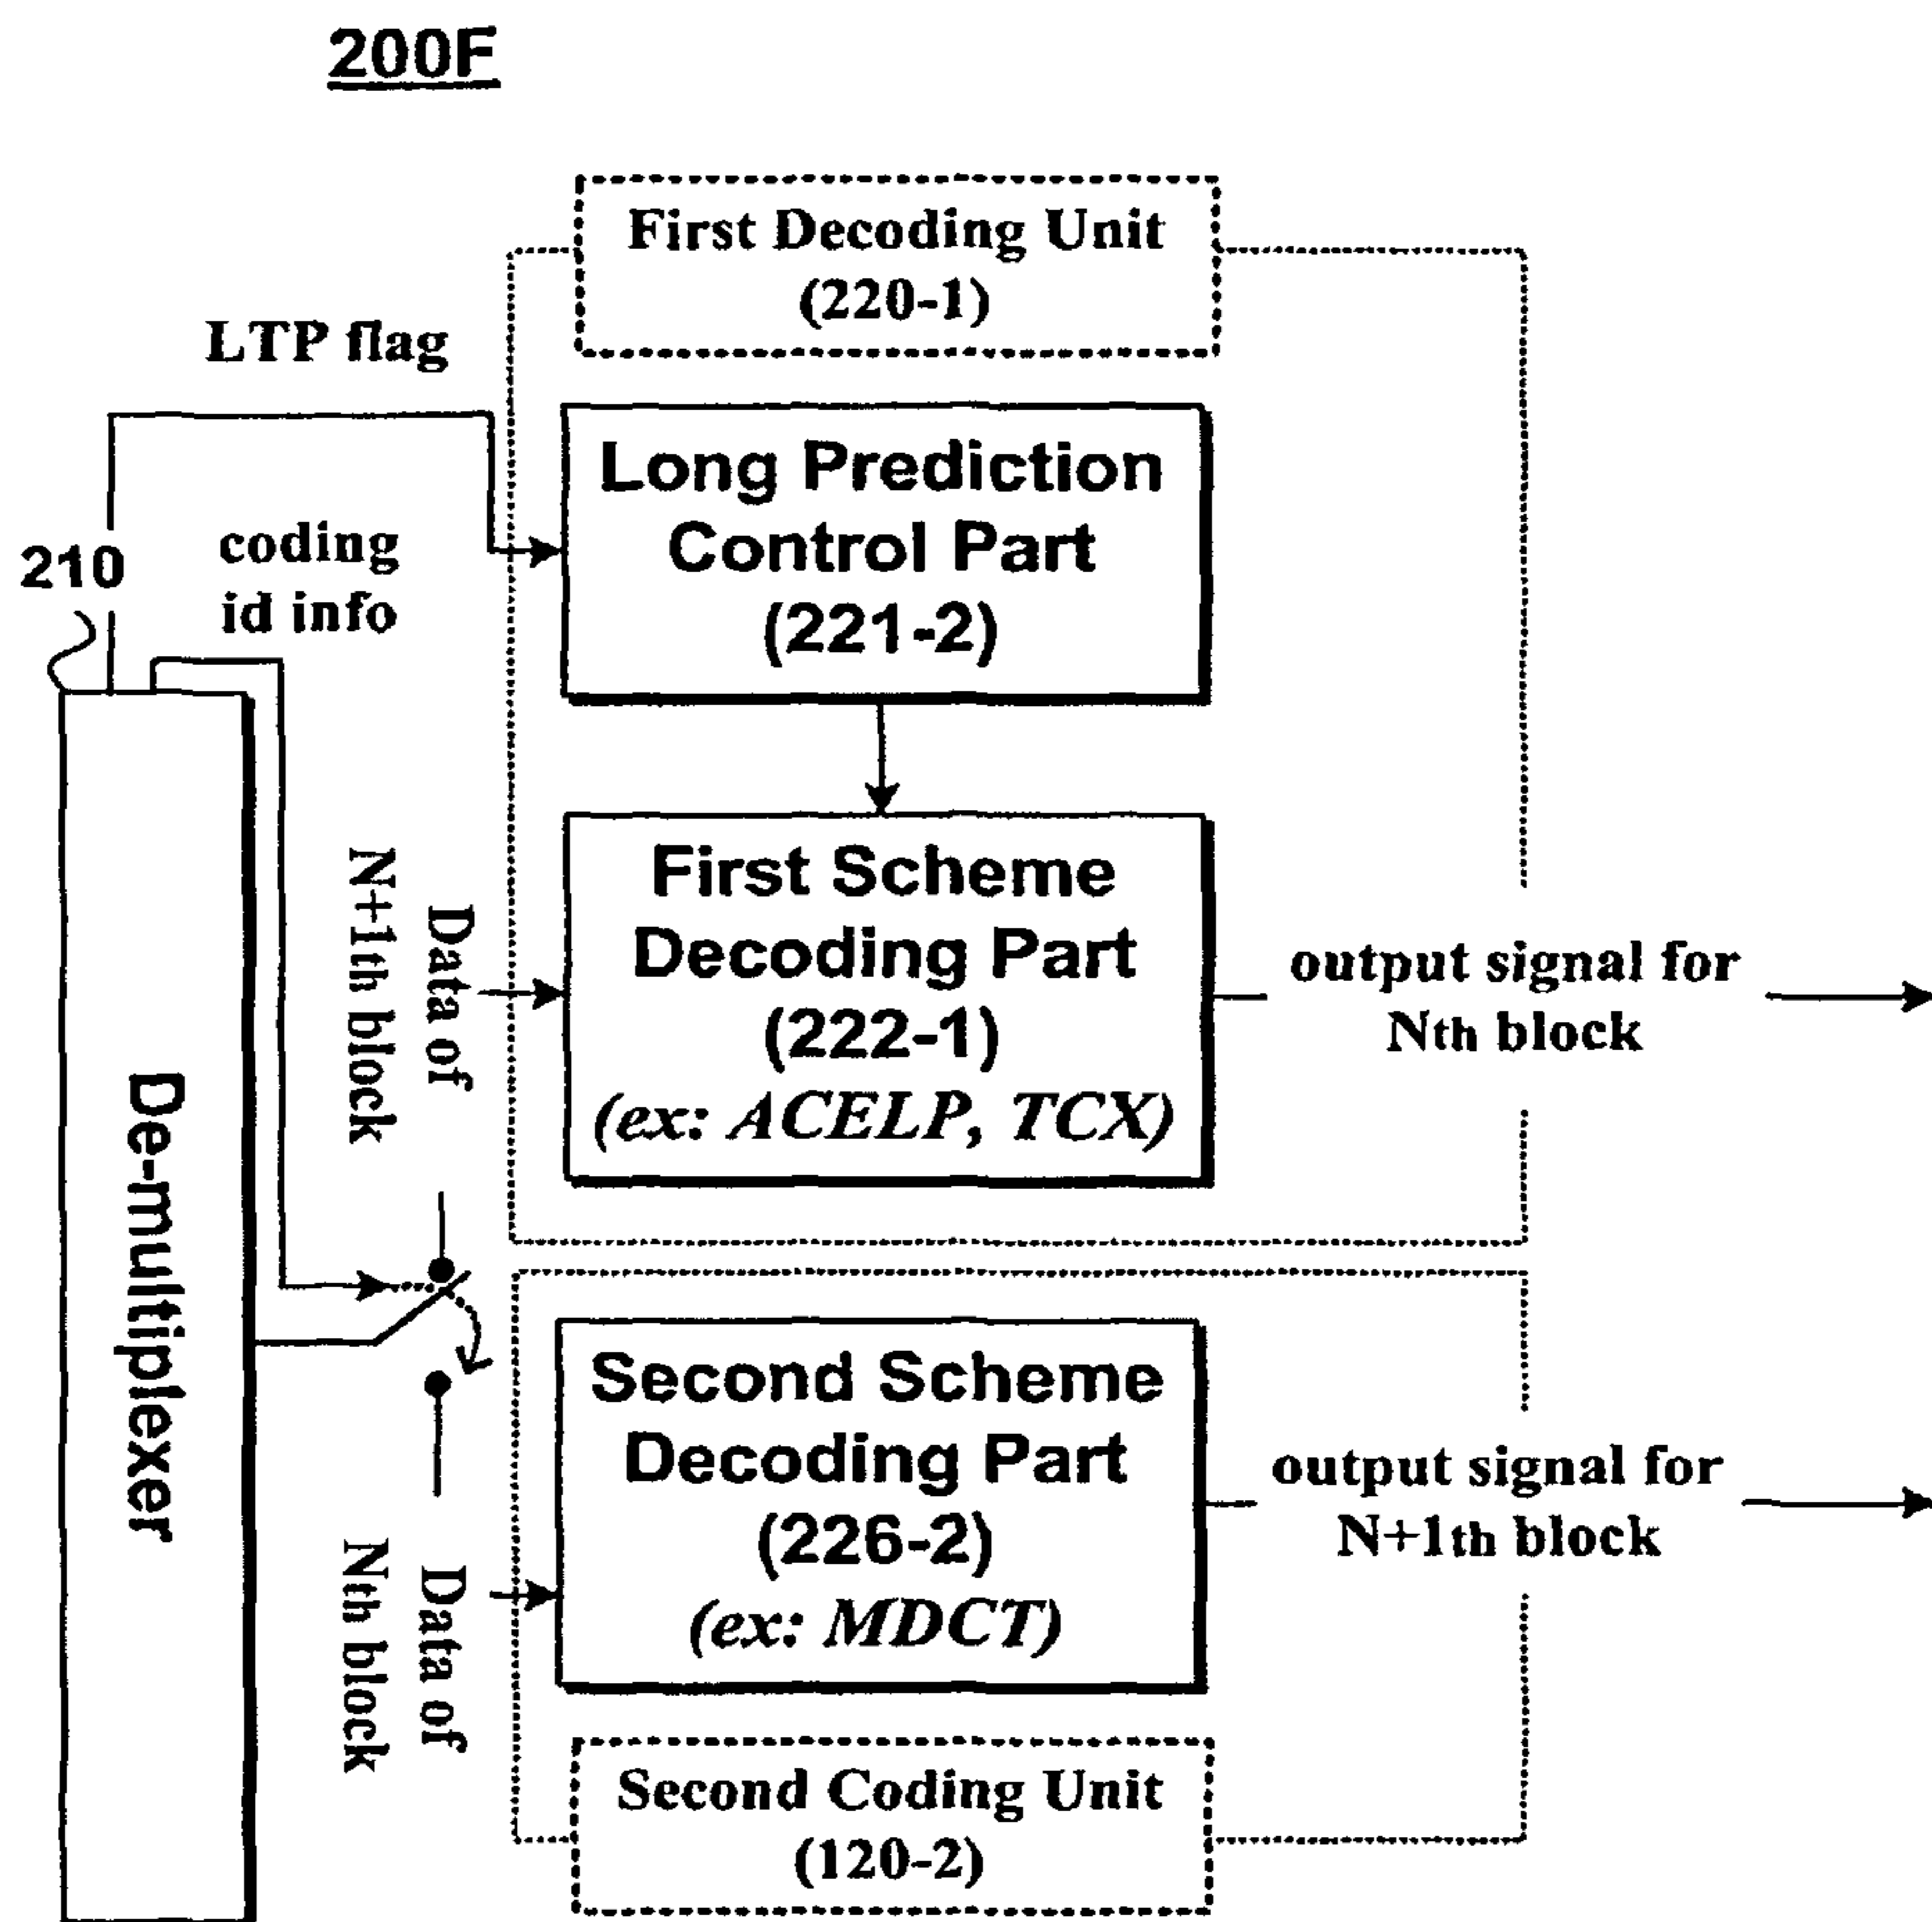 200F
First Decoding Unit
(220-1)
LTP flag
Long Prediction
Control Part
(221-2)
210
coding
id info
First Scheme
Decoding Part
(222-1)
(ex: ACELP, TCX)
Data of
N+1th block
output signal for
Nth block
De-multiplexer
Second Scheme
Decoding Part
(226-2)
(ex: MDCT)
Data of
Nth block
output signal for
N+1th block
Second Coding Unit
(120-2)